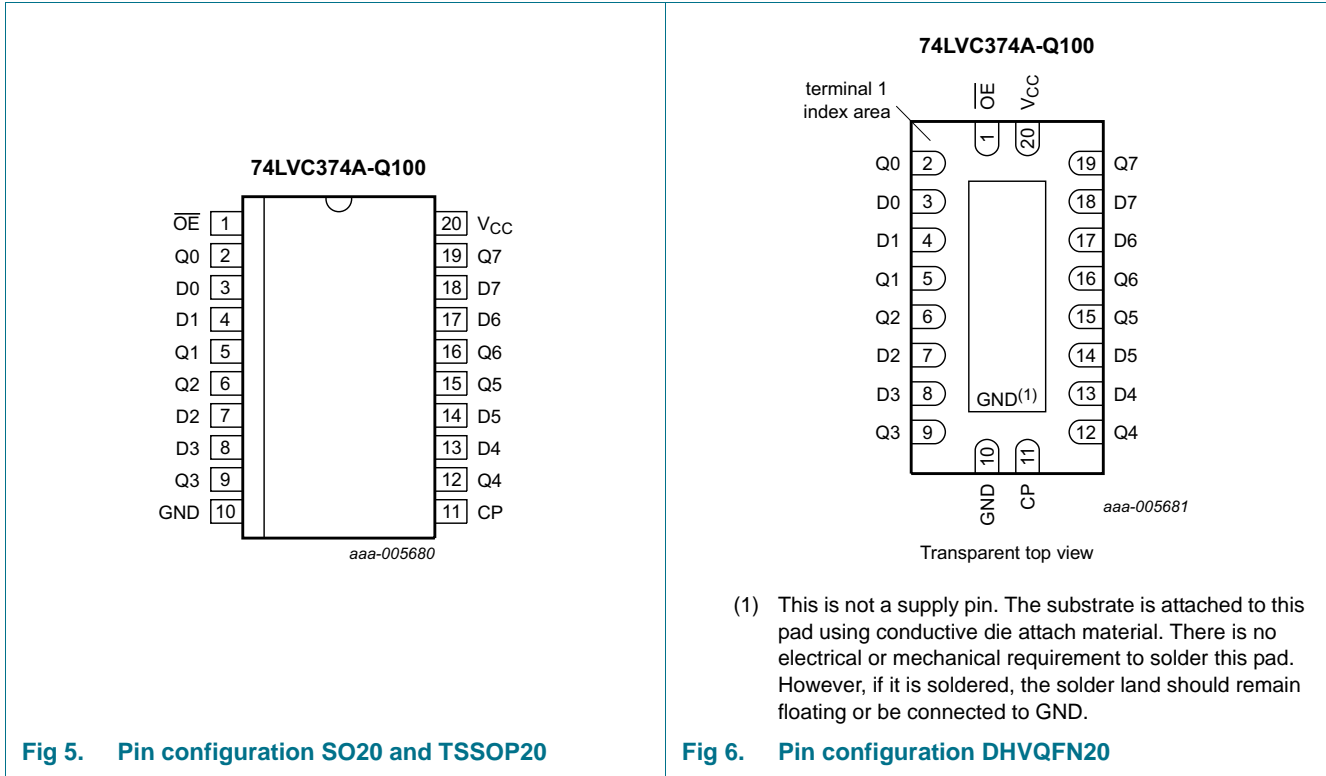 74LVC374A-Q100
OE 1
Q0 2
D0 3
D1 4
Q1 5
Q2 6
D2 7
D3 8
Q3 9
GND 10
20 VCC
19 Q7
18 D7
17 D6
16 Q6
15 Q5
14 D5
13 D4
12 Q4
11 CP
aaa-005680
Fig 5. Pin configuration SO20 and TSSOP20
74LVC374A-Q100
terminal 1
index area
OE
VCC
1
20
Q0 2
D0 3
D1 4
Q1 5
Q2 6
D2 7
D3 8
Q3 9
19 Q7
18 D7
17 D6
16 Q6
15 Q5
14 D5
13 D4
12 Q4
GND(1)
10
11
GND
CP
aaa-005681
Transparent top view
(1) This is not a supply pin. The substrate is attached to this
pad using conductive die attach material. There is no
electrical or mechanical requirement to solder this pad.
However, if it is soldered, the solder land should remain
floating or be connected to GND.
Fig 6. Pin configuration DHVQFN20